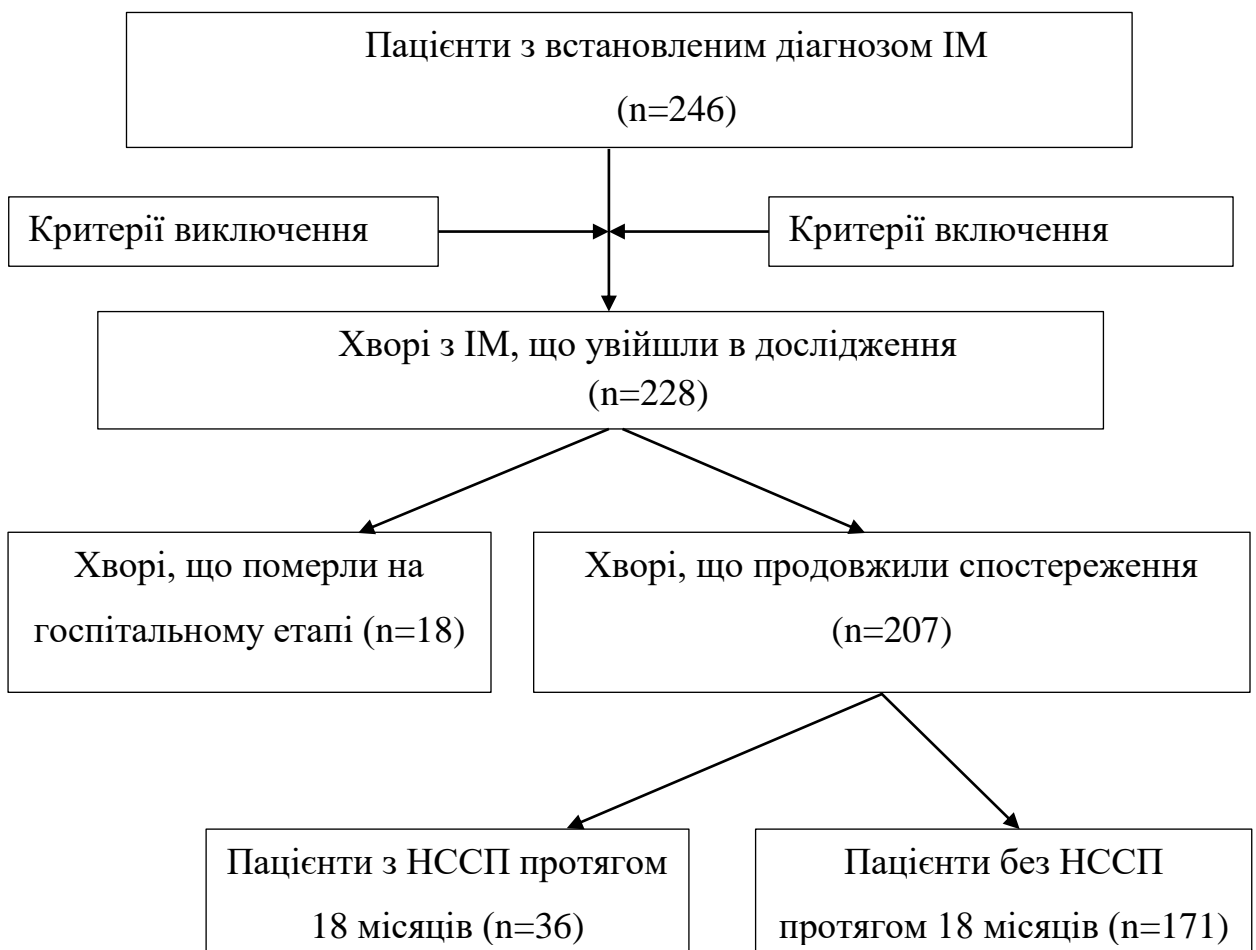 Пацієнти з встановленим діагнозом ІМ
(n=246)
Критерії виключення
Критерії включення
Хворі з ІМ, що увійшли в дослідження
(n=228)
Хворі, що померли на
госпітальному етапі (n=18)
Хворі, що продовжили спостереження
(n=207)
Пацієнти з НССП протягом
18 місяців (n=36)
Пацієнти без НССП
протягом 18 місяців (n=171)